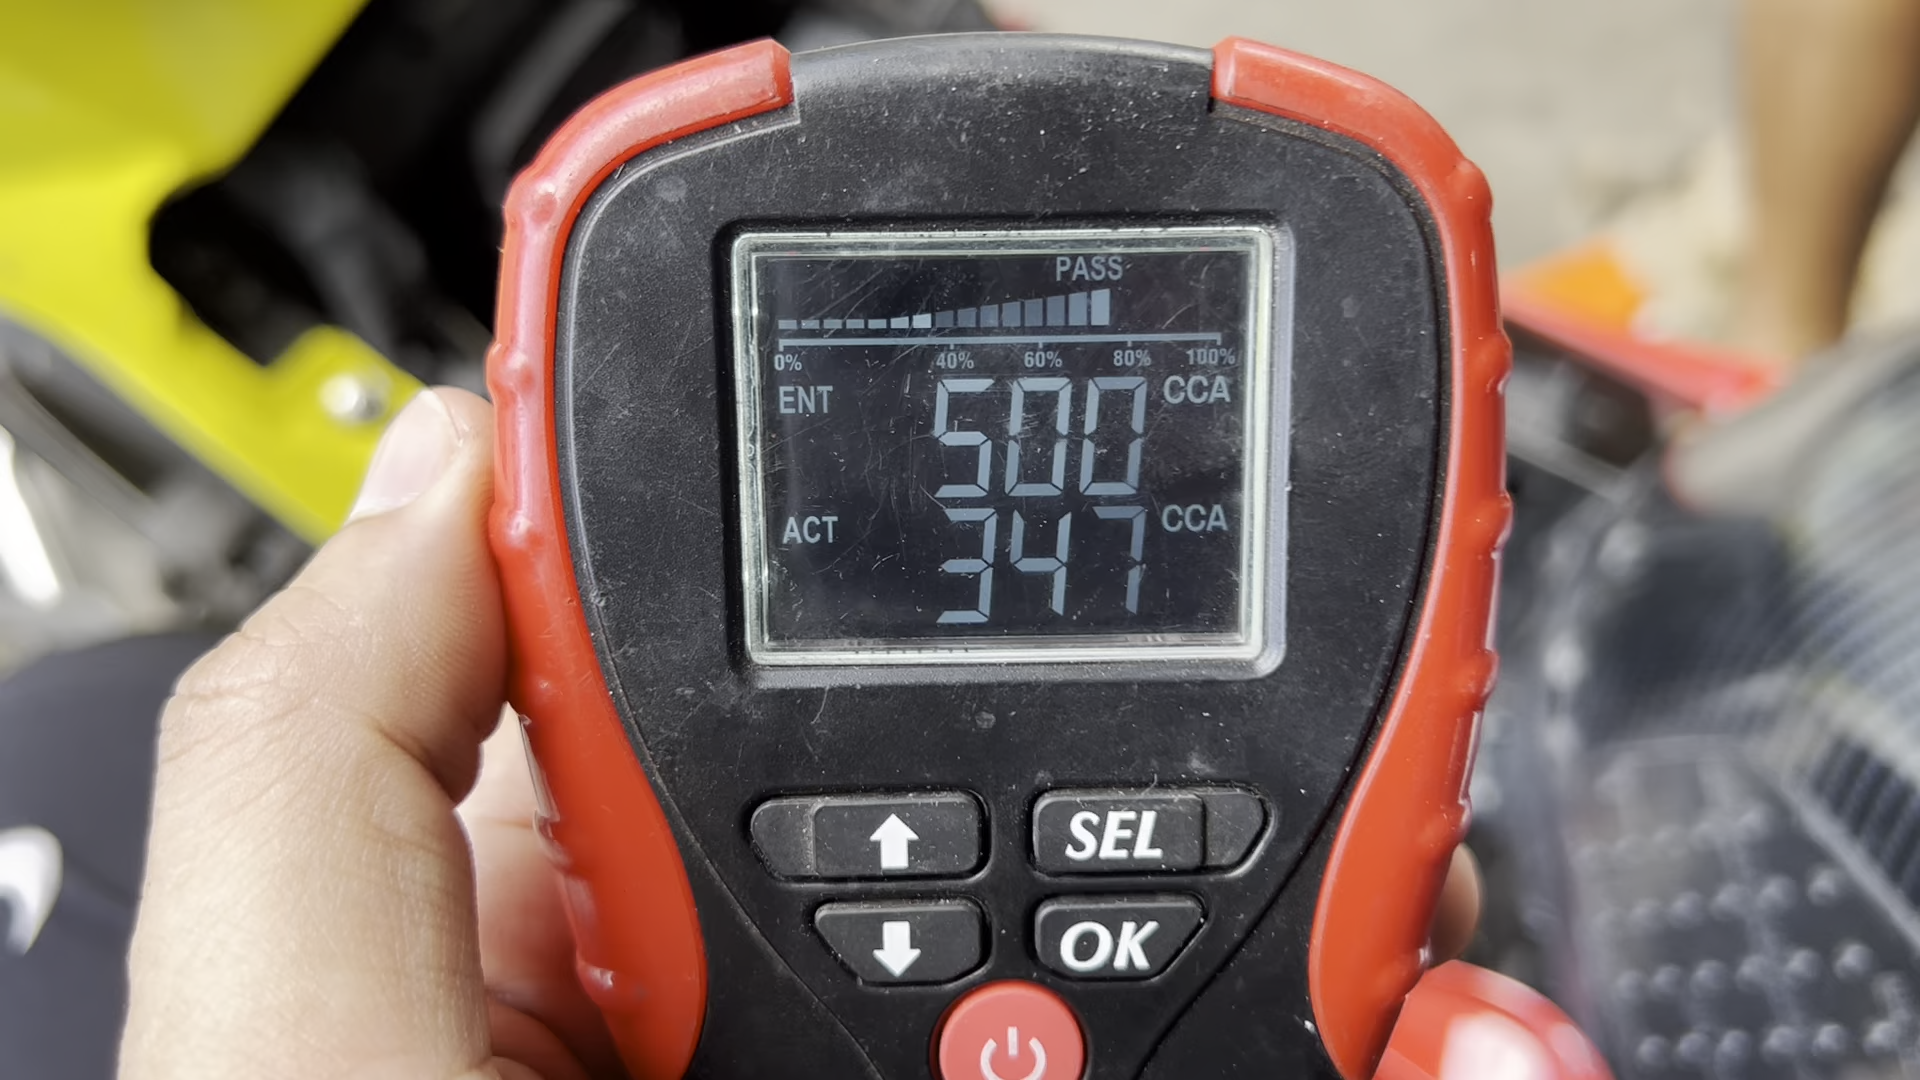 PASS
0% 40% 60% 80% 100%
ENT 500 CCA
ACT 347 CCA
SEL
OK